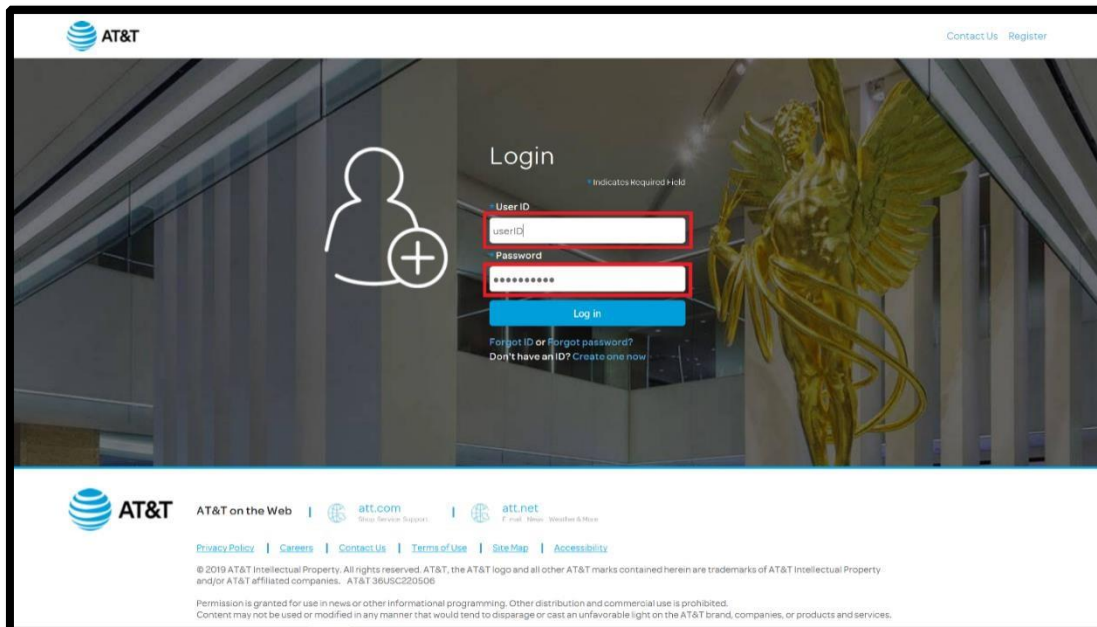 AT&T
Contact Us Register
Login
* Indicates Required Field
* User ID
userID
* Password
Log in
Forgot ID or Forgot password?
Don't have an ID? Create one now
AT&T
AT&T on the Web | att.com | att.net
Shop Service Support E-mail News Weather & More
Privacy Policy | Careers | Contact Us | Terms of Use | Site Map | Accessibility
© 2019 AT&T Intellectual Property. All rights reserved. AT&T, the AT&T logo and all other AT&T marks contained herein are trademarks of AT&T Intellectual Property
and/or AT&T affiliated companies. AT&T 36USC220506
Permission is granted for use in news or other informational programming. Other distribution and commercial use is prohibited.
Content may not be used or modified in any manner that would tend to disparage or cast an unfavorable light on the AT&T brand, companies, or products and services.